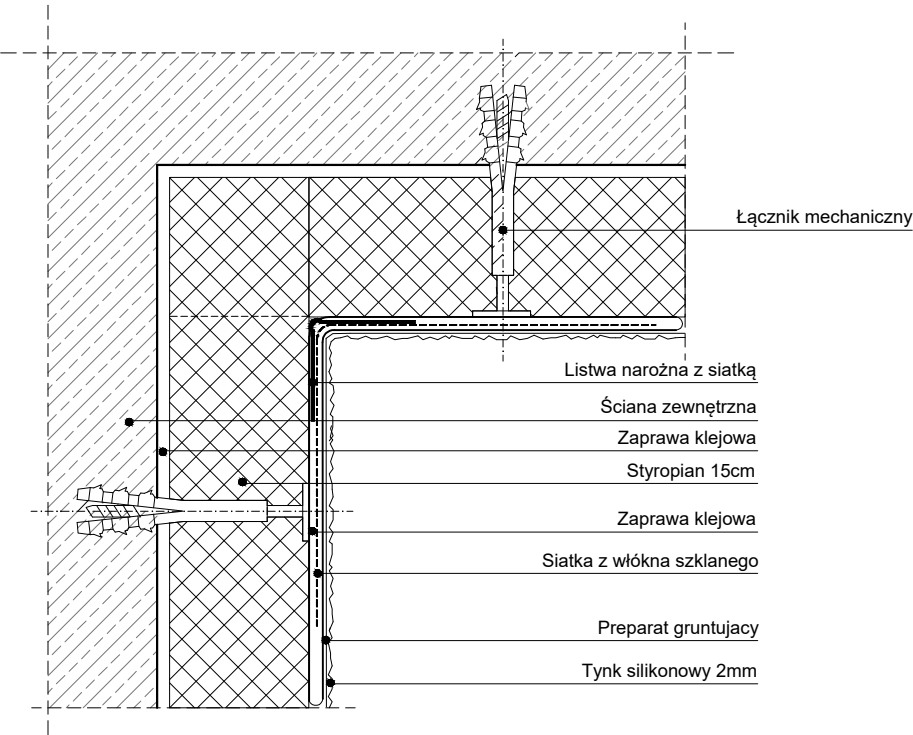 Łącznik mechaniczny
Listwa narożna z siatką
Ściana zewnętrzna
Zaprawa klejowa
Styropian 15cm
Zaprawa klejowa
Siatka z włókna szklanego
Preparat gruntujacy
Tynk silikonowy 2mm